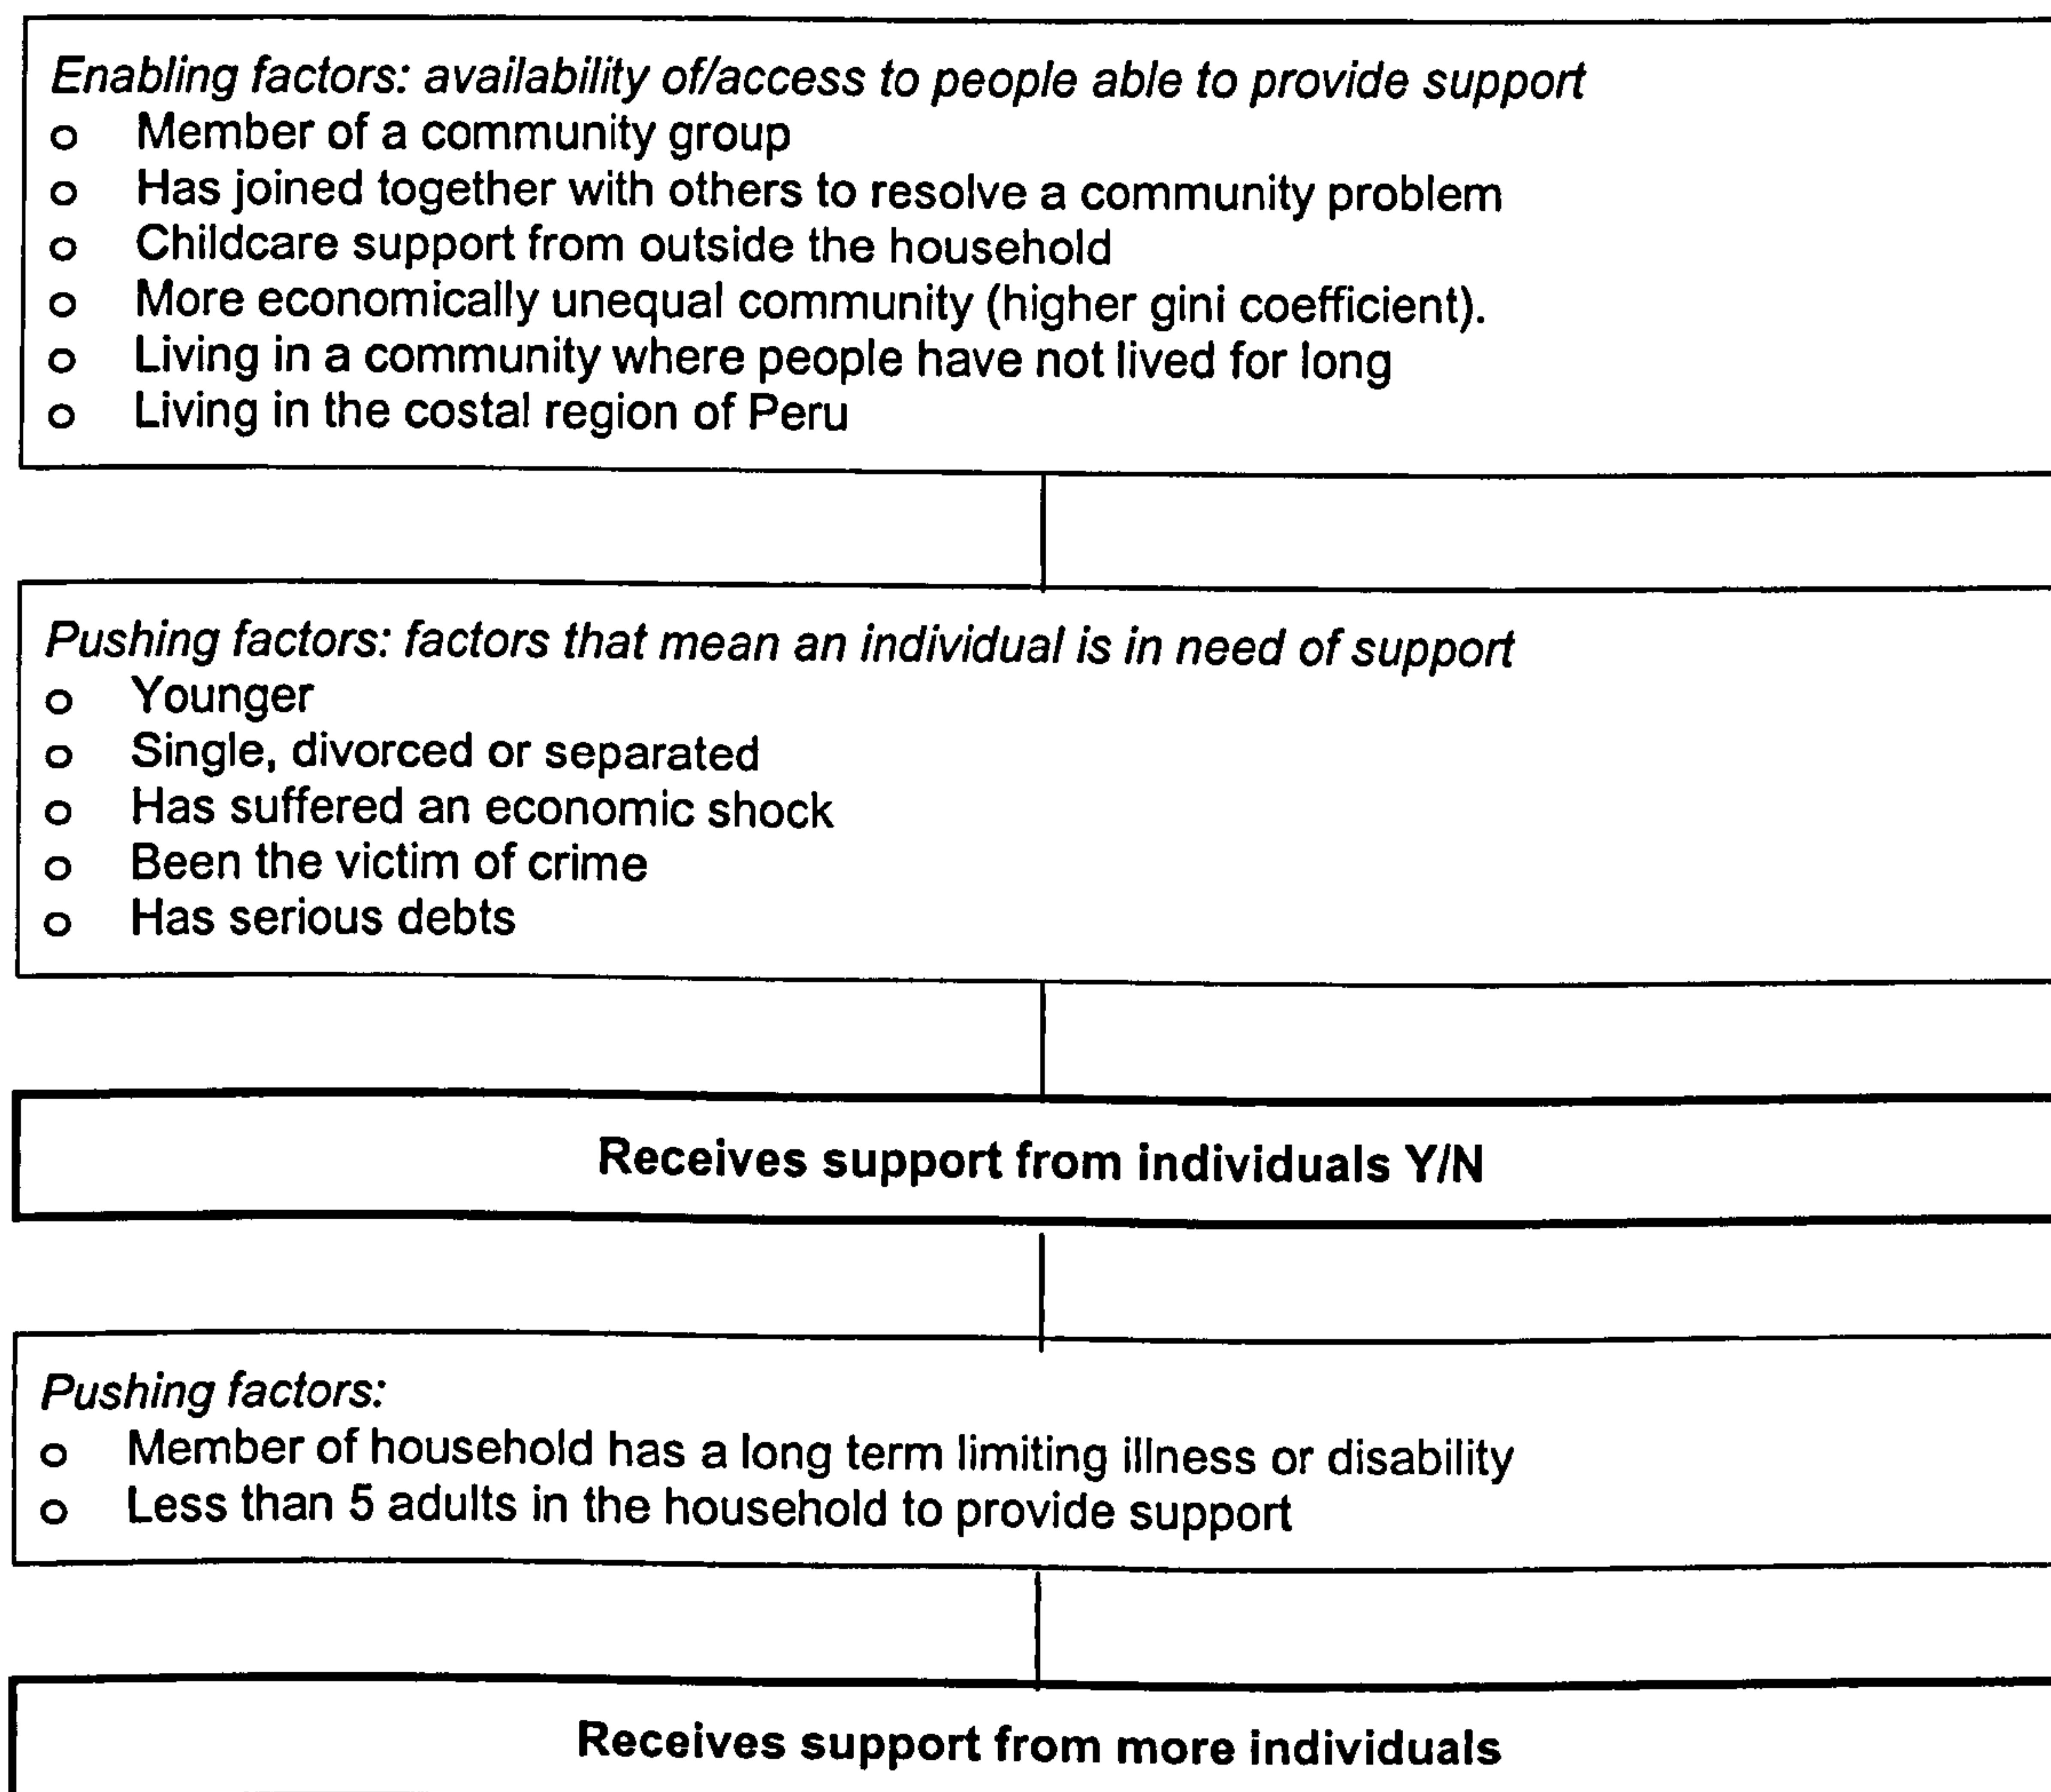 Enabling factors: availability of/access to people able to provide support
o Member of a community group
o Has joined together with others to resolve a community problem
o Childcare support from outside the household
o More economically unequal community (higher gini coefficient).
o Living in a community where people have not lived for long
o Living in the costal region of Peru
Pushing factors: factors that mean an individual is in need of support
o Younger
o Single, divorced or separated
o Has suffered an economic shock
o Been the victim of crime
o Has serious debts
Receives support from individuals Y/N
Pushing factors:
o Member of household has a long term limiting illness or disability
o Less than 5 adults in the household to provide support
Receives support from more individuals